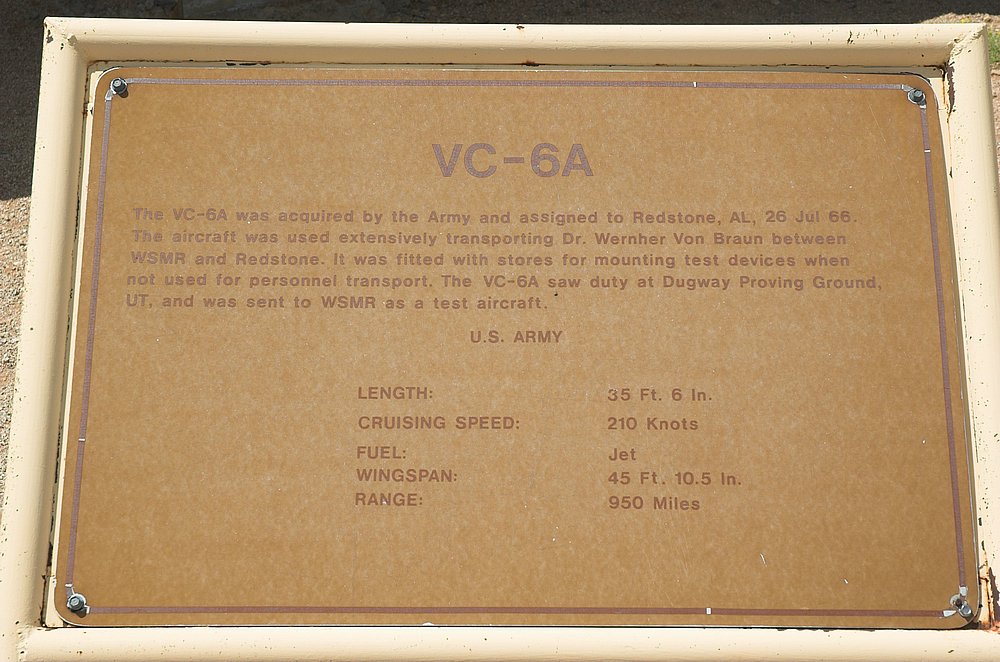 VC-6A
The VC-6A was acquired by the Army and assigned to Redstone, AL, 26 Jul 66.
The aircraft was used extensively transporting Dr. Wernher Von Braun between
WSMR and Redstone. It was fitted with stores for mounting test devices when
not used for personnel transport. The VC-6A saw duty at Dugway Proving Ground,
UT, and was sent to WSMR as a test aircraft.
U.S. ARMY
LENGTH: 35 Ft. 6 In.
CRUISING SPEED: 210 Knots
FUEL: Jet
WINGSPAN: 45 Ft. 10.5 In.
RANGE: 950 Miles